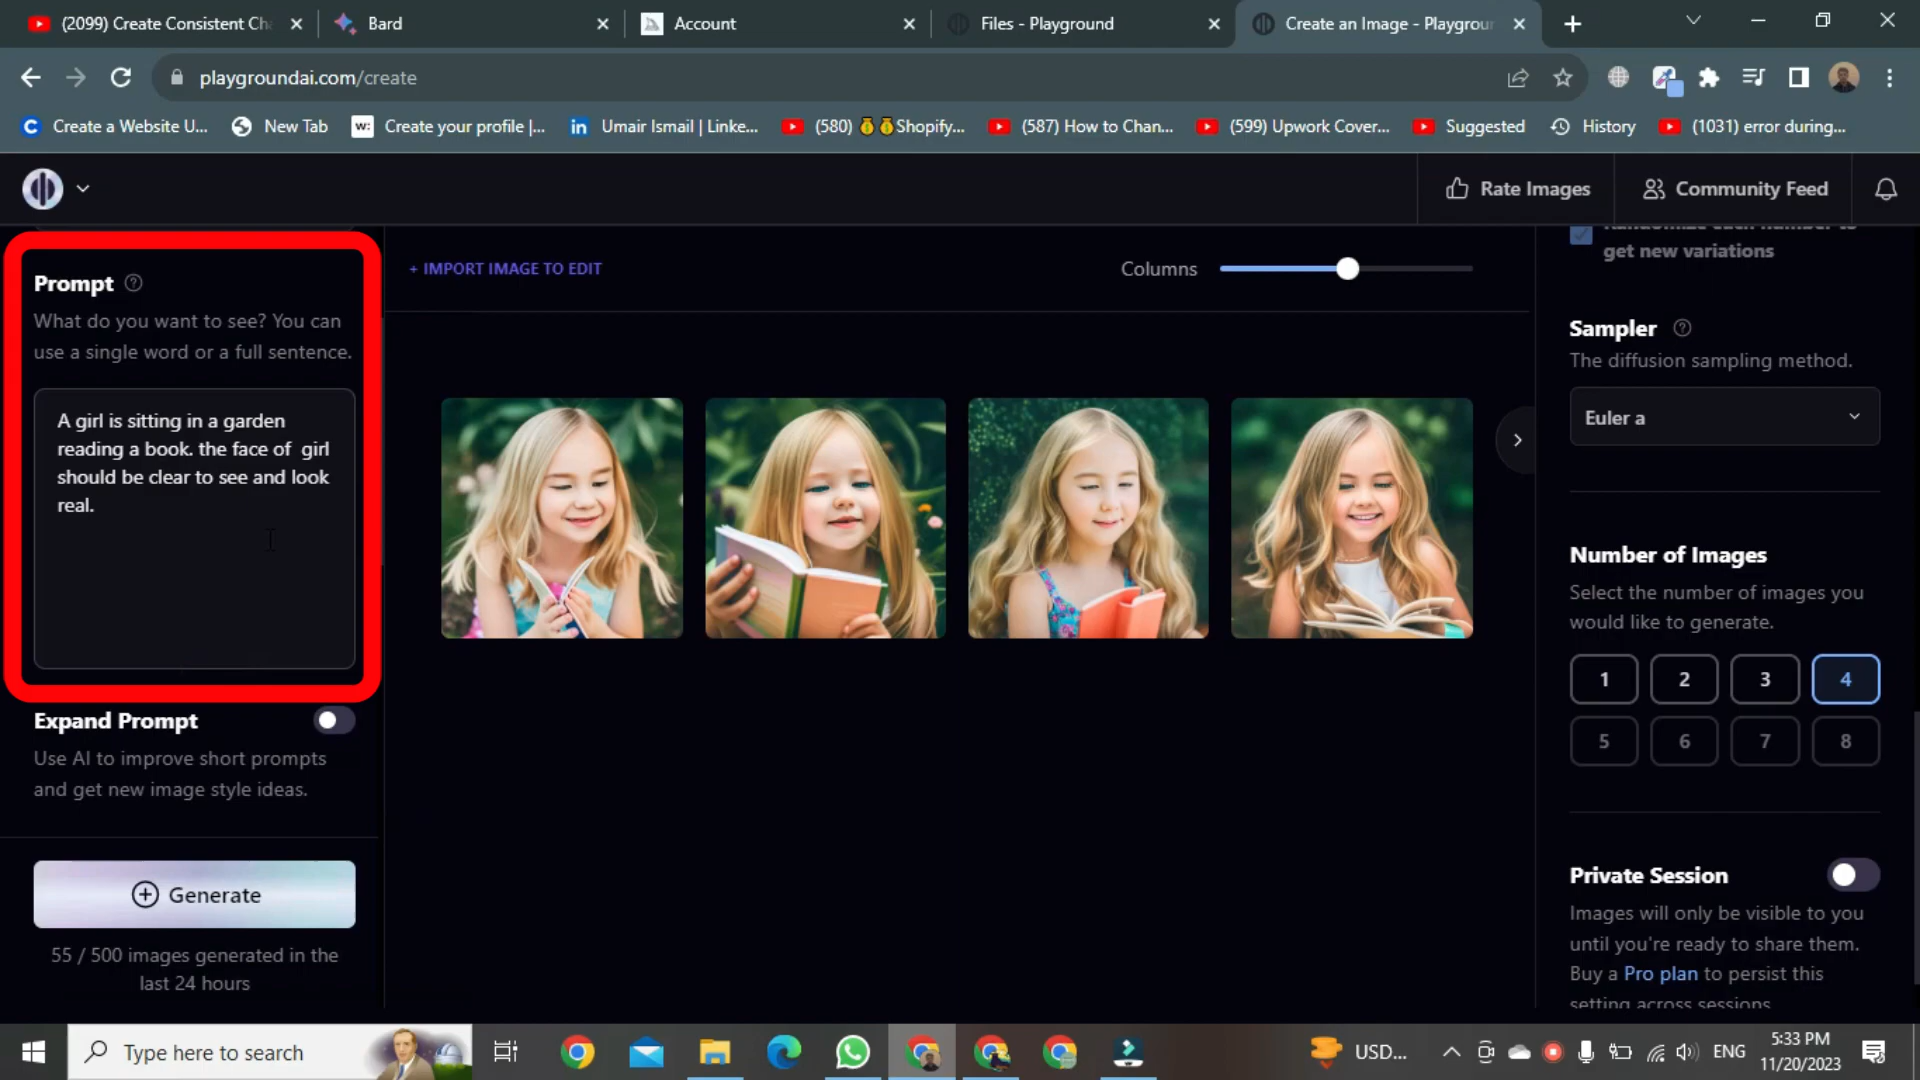 (2099) Create Consistent Ch
Bard
Account
Files - Playground
Create an Image - Playgrour
playgroundai.com/create
Create a Website U...
New Tab
Create your profile |...
Umair Ismail | Linke...
(580) 💰💰Shopify...
(587) How to Chan...
(599) Upwork Cover...
Suggested
History
(1031) error during...
Rate Images
Community Feed
Prompt
What do you want to see? You can
use a single word or a full sentence.
A girl is sitting in a garden
reading a book. the face of  girl
should be clear to see and look
real.
Expand Prompt
Use AI to improve short prompts
and get new image style ideas.
Generate
55 / 500 images generated in the
last 24 hours
+ IMPORT IMAGE TO EDIT
Columns
get new variations
Sampler
The diffusion sampling method.
Euler a
Number of Images
Select the number of images you
would like to generate.
1 2 3 4
5 6 7 8
Private Session
Images will only be visible to you
until you're ready to share them.
Buy a Pro plan to persist this
setting across sessions
Type here to search
USD...
ENG
5:33 PM
11/20/2023